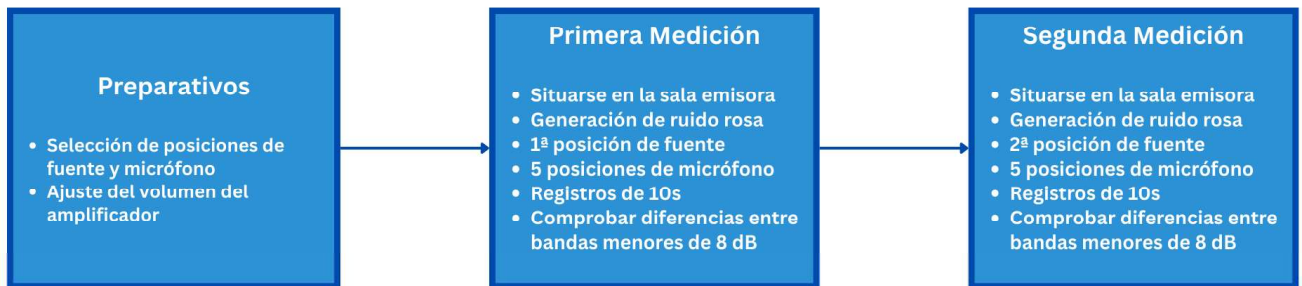 Preparativos
• Selección de posiciones de
fuente y micrófono
• Ajuste del volumen del
amplificador
Primera Medición
• Situarse en la sala emisora
• Generación de ruido rosa
• 1ª posición de fuente
• 5 posiciones de micrófono
• Registros de 10s
• Comprobar diferencias entre
bandas menores de 8 dB
Segunda Medición
• Situarse en la sala emisora
• Generación de ruido rosa
• 2ª posición de fuente
• 5 posiciones de micrófono
• Registros de 10s
• Comprobar diferencias entre
bandas menores de 8 dB